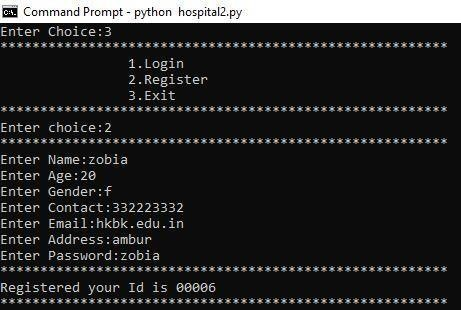 Command Prompt - python  hospital2.py
Enter Choice:3
********************************************************
1.Login
2.Register
3.Exit
********************************************************
Enter choice:2
********************************************************
Enter Name:zobia
Enter Age:20
Enter Gender:f
Enter Contact:332223332
Enter Email:hkbk.edu.in
Enter Address:ambur
Enter Password:zobia
********************************************************
Registered your Id is 00006
********************************************************